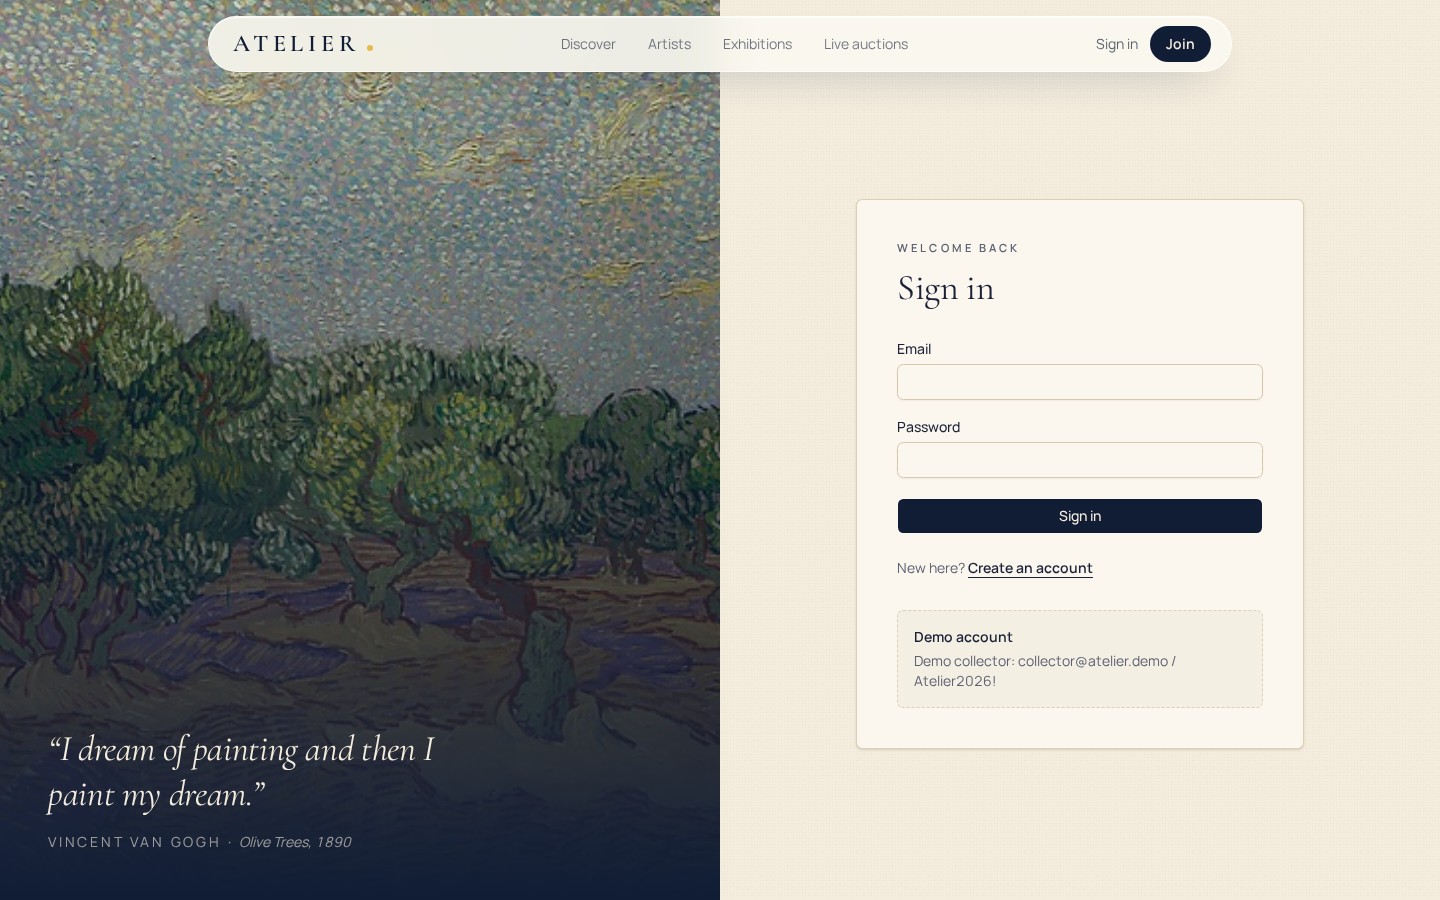 ATELIER
Discover
Artists
Exhibitions
Live auctions
Sign in
Join
WELCOME BACK
Sign in
Email
Password
Sign in
New here? Create an account
Demo account
Demo collector: collector@atelier.demo /
Atelier2026!
“I dream of painting and then I
paint my dream.”
VINCENT VAN GOGH · Olive Trees, 1890